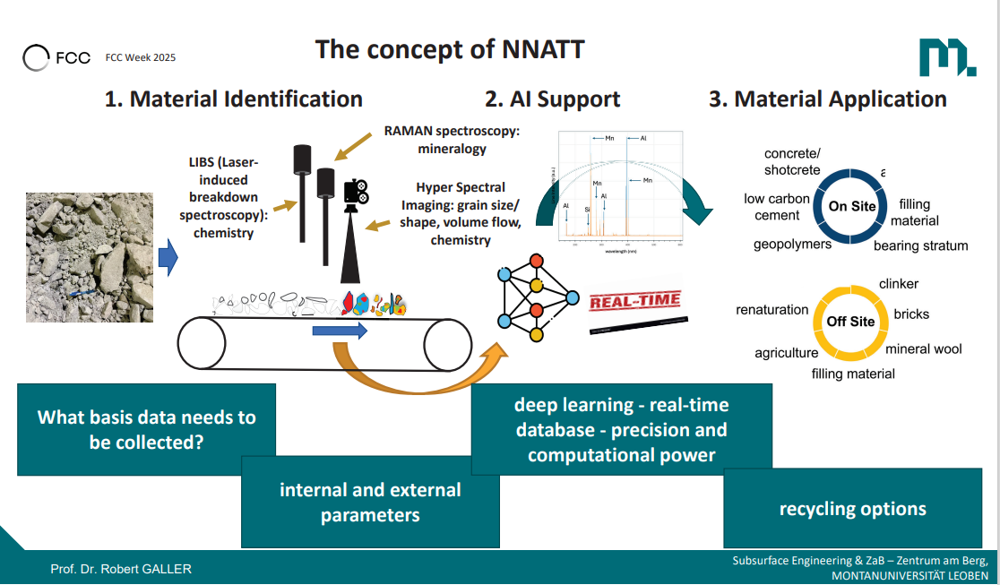 The concept of NNATT
FCC
FCC Week 2025
1. Material Identification
2. AI Support
3. Material Application
RAMAN spectroscopy:
mineralogy
LIBS (Laser-
induced
breakdown
spectroscopy):
chemistry
Hyper Spectral
Imaging: grain size/
shape, volume flow,
chemistry
Mn
Al
Mn
Mn
Al
Al
Si
wavelength (nm)
REAL-TIME
concrete/
shotcrete
a
low carbon
cement
On Site
filling
material
geopolymers
bearing stratum
clinker
renaturation
Off Site
bricks
agriculture
mineral wool
filling material
What basis data needs to
be collected?
internal and external
parameters
deep learning - real-time
database - precision and
computational power
recycling options
Prof. Dr. Robert GALLER
Subsurface Engineering & ZaB – Zentrum am Berg,
MONTANUNIVERSITÄT LEOBEN